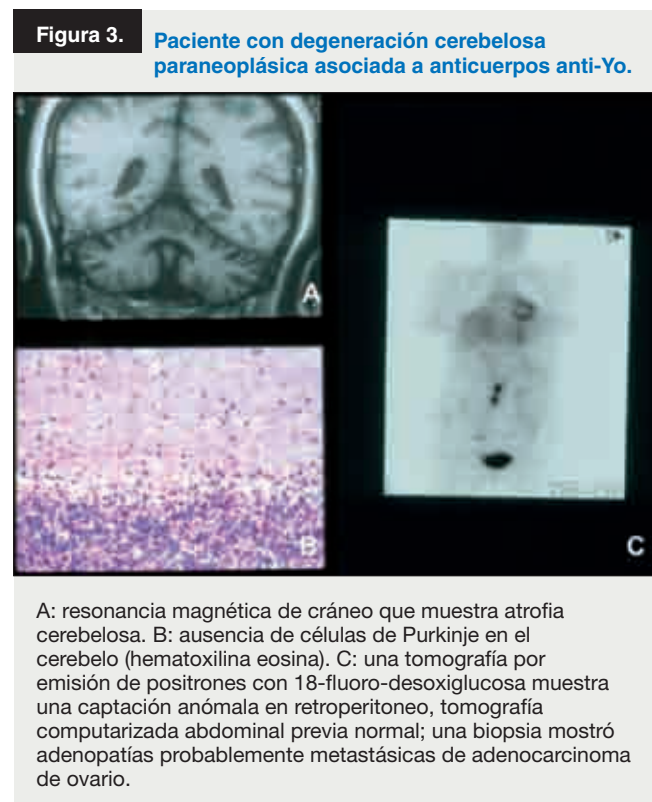 Figura 3.
Paciente con degeneración cerebelosa
paraneoplásica asociada a anticuerpos anti-Yo.
A
B
C
A: resonancia magnética de cráneo que muestra atrofia
cerebelosa. B: ausencia de células de Purkinje en el
cerebelo (hematoxilina eosina). C: una tomografía por
emisión de positrones con 18-fluoro-desoxiglucosa muestra
una captación anómala en retroperitoneo, tomografía
computarizada abdominal previa normal; una biopsia mostró
adenopatías probablemente metastásicas de adenocarcinoma
de ovario.